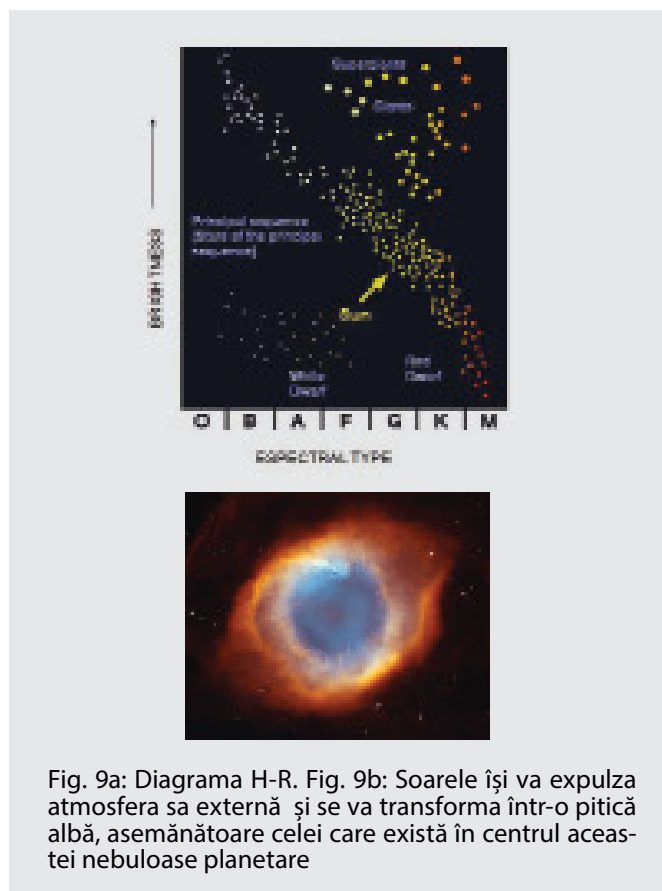 Supergiants
Giants
Principal sequence
(Stars of the principal
sequence)
Sun
White
Dwarf
Red
Dwarf
BRIGHTNESS
O B A F G K M
ESPECTRAL TYPE
Fig. 9a: Diagrama H-R. Fig. 9b: Soarele își va expulza
atmosfera sa externă și se va transforma într-o pitică
albă, asemănătoare celei care există în centrul aceas-
tei nebuloase planetare